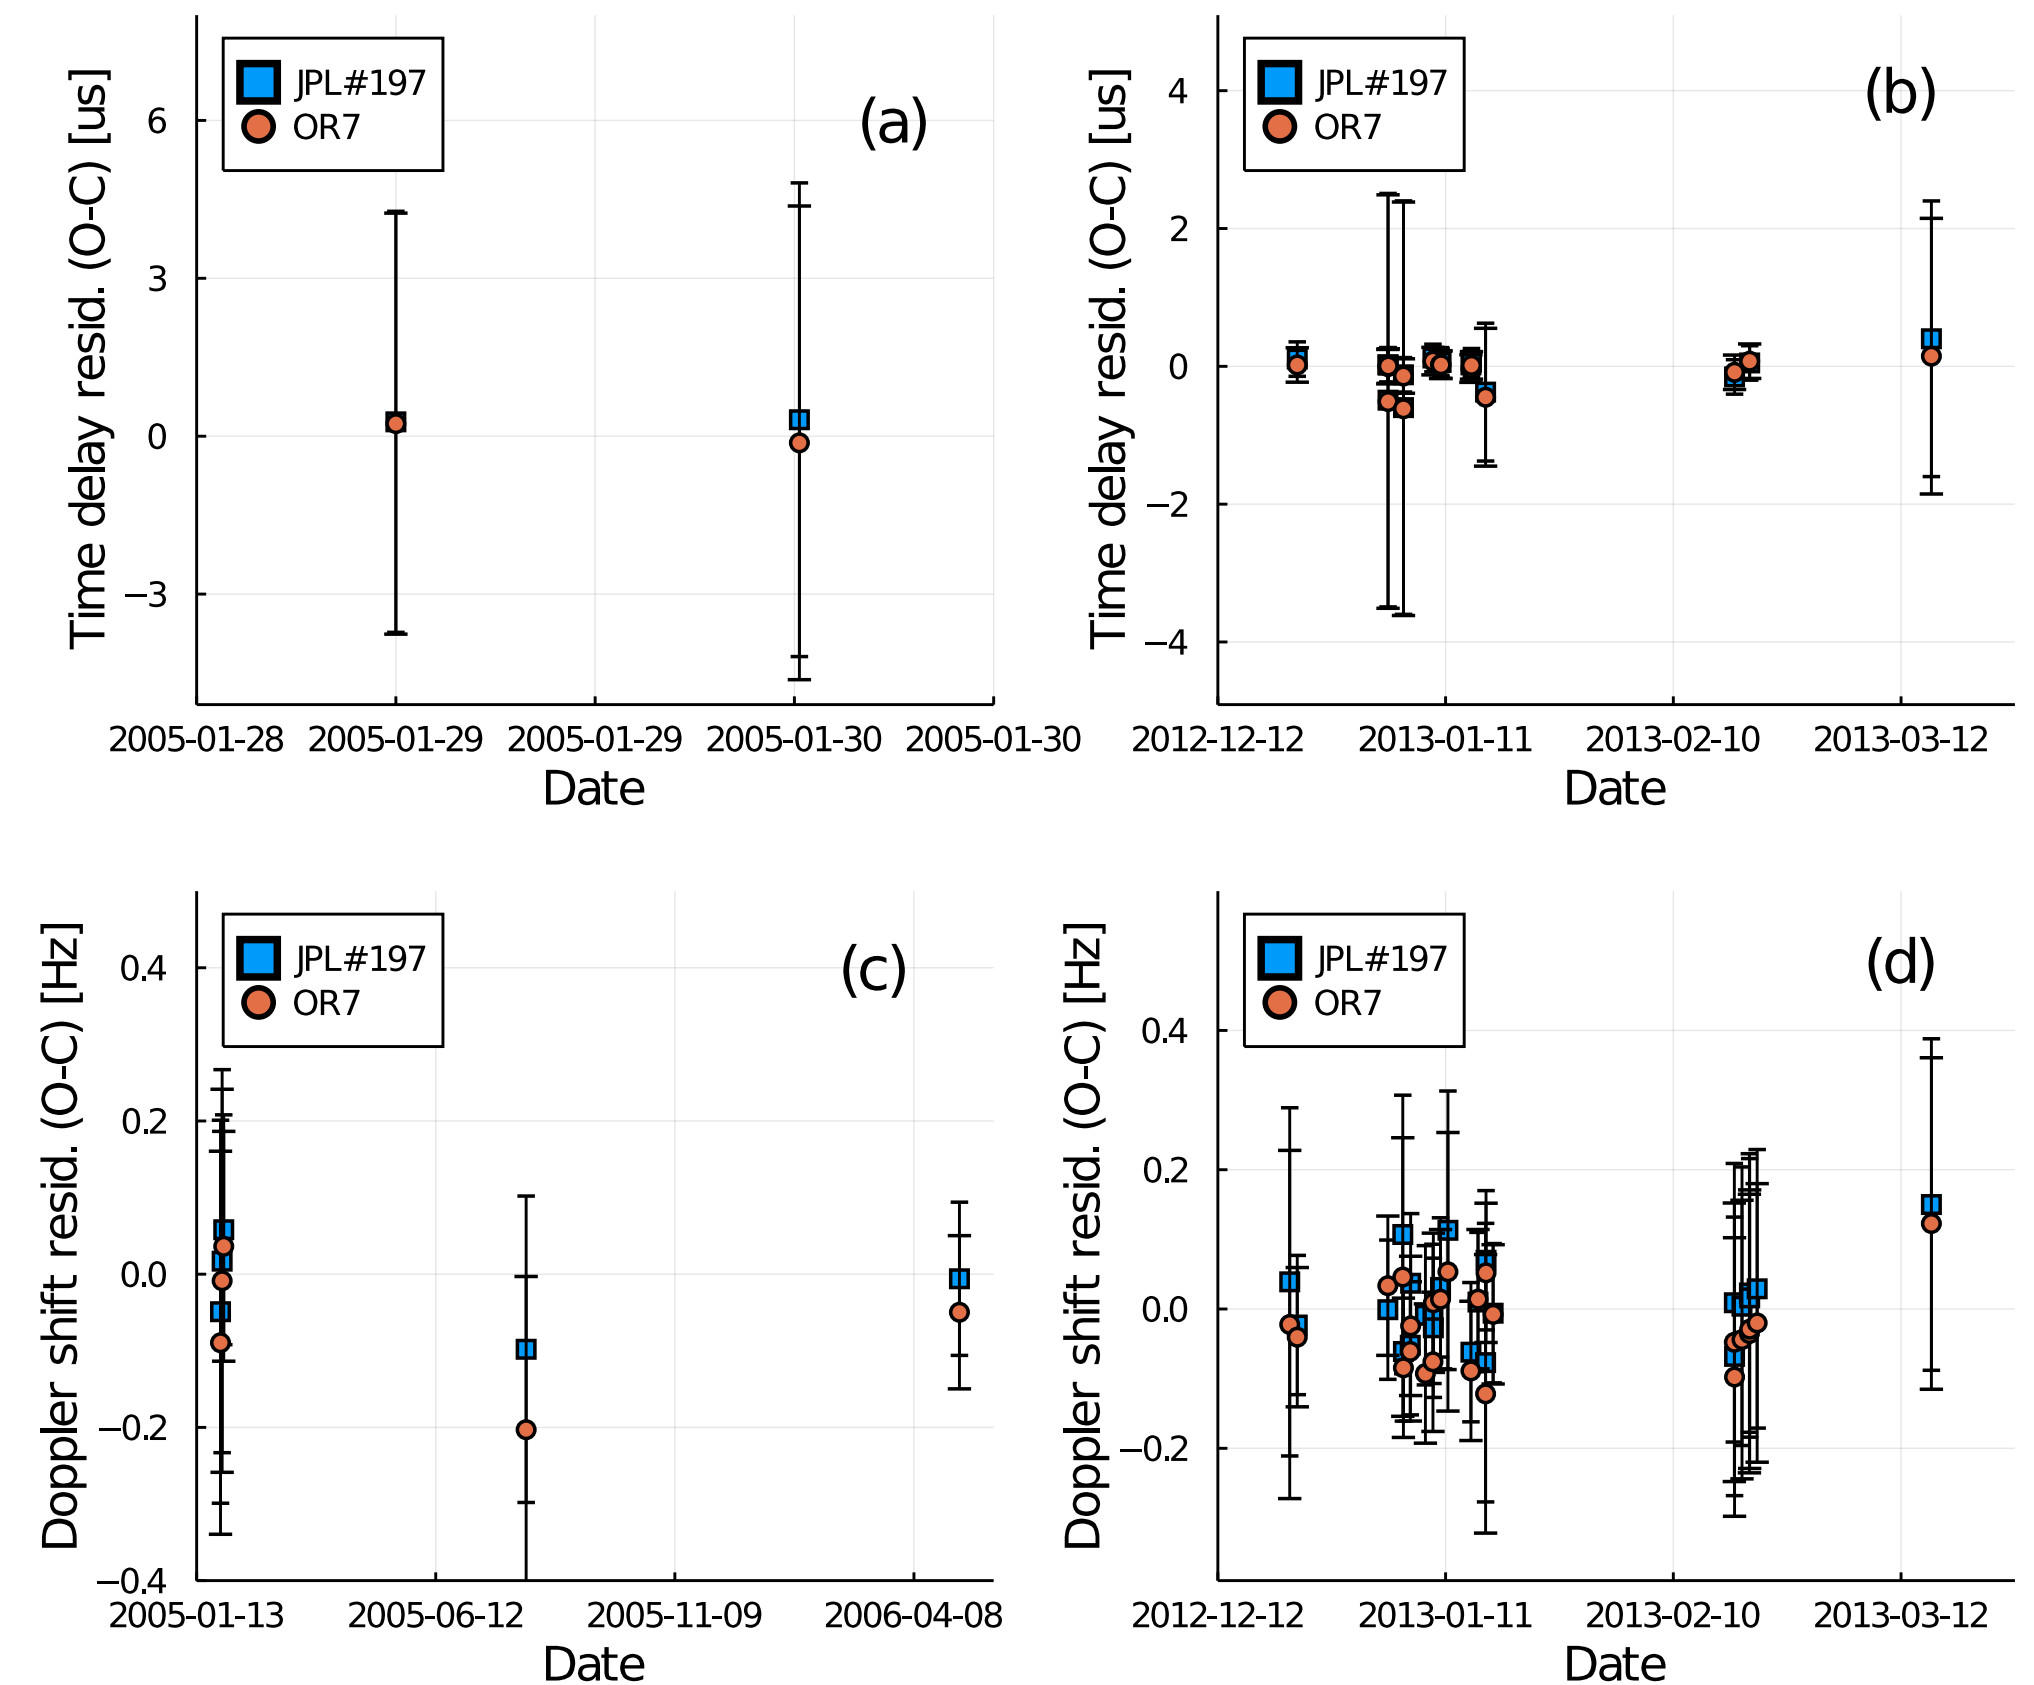 JPL#197
OR7
(a)
Time delay resid. (O-C) [us]
6
3
0
−3
2005-01-28 2005-01-29 2005-01-29 2005-01-30 2005-01-30
Date
JPL#197
OR7
(b)
Time delay resid. (O-C) [us]
4
2
0
−2
−4
2012-12-12 2013-01-11 2013-02-10 2013-03-12
Date
JPL#197
OR7
(c)
Doppler shift resid. (O-C) [Hz]
0.4
0.2
0.0
−0.2
−0.4
2005-01-13 2005-06-12 2005-11-09 2006-04-08
Date
JPL#197
OR7
(d)
Doppler shift resid. (O-C) [Hz]
0.4
0.2
0.0
−0.2
2012-12-12 2013-01-11 2013-02-10 2013-03-12
Date